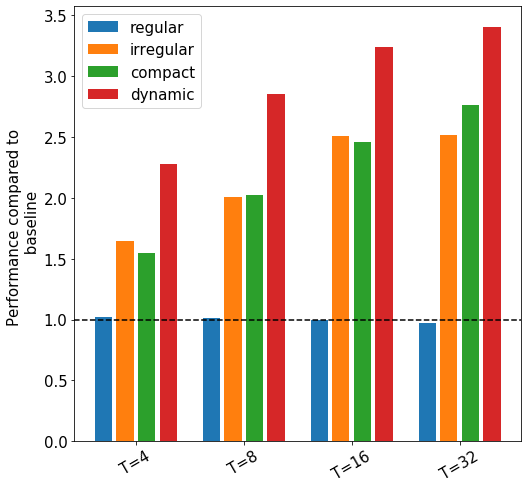 regular
irregular
compact
dynamic
Performance compared to
baseline
3.5
3.0
2.5
2.0
1.5
1.0
0.5
0.0
T=4
T=8
T=16
T=32